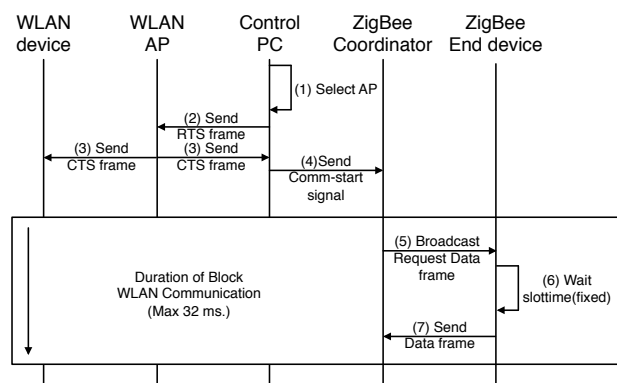 WLAN
device
WLAN
AP
Control
PC
ZigBee
Coordinator
ZigBee
End device
(1) Select AP
(2) Send
RTS frame
(3) Send
CTS frame
(3) Send
CTS frame
(4)Send
Comm-start
signal
(5) Broadcast
Request Data
frame
(6) Wait
slottime(fixed)
Duration of Block
WLAN Communication
(Max 32 ms.)
(7) Send
Data frame